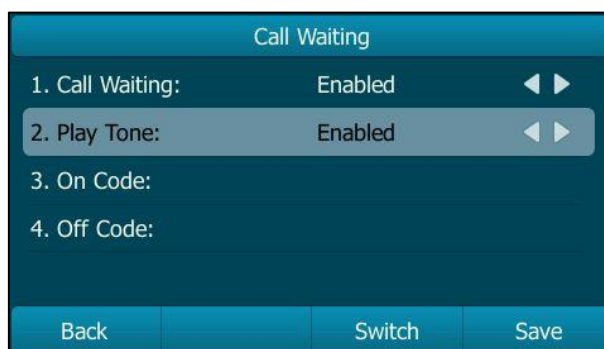 Call Waiting
1. Call Waiting: Enabled
2. Play Tone: Enabled
3. On Code:
4. Off Code:
Back Switch Save